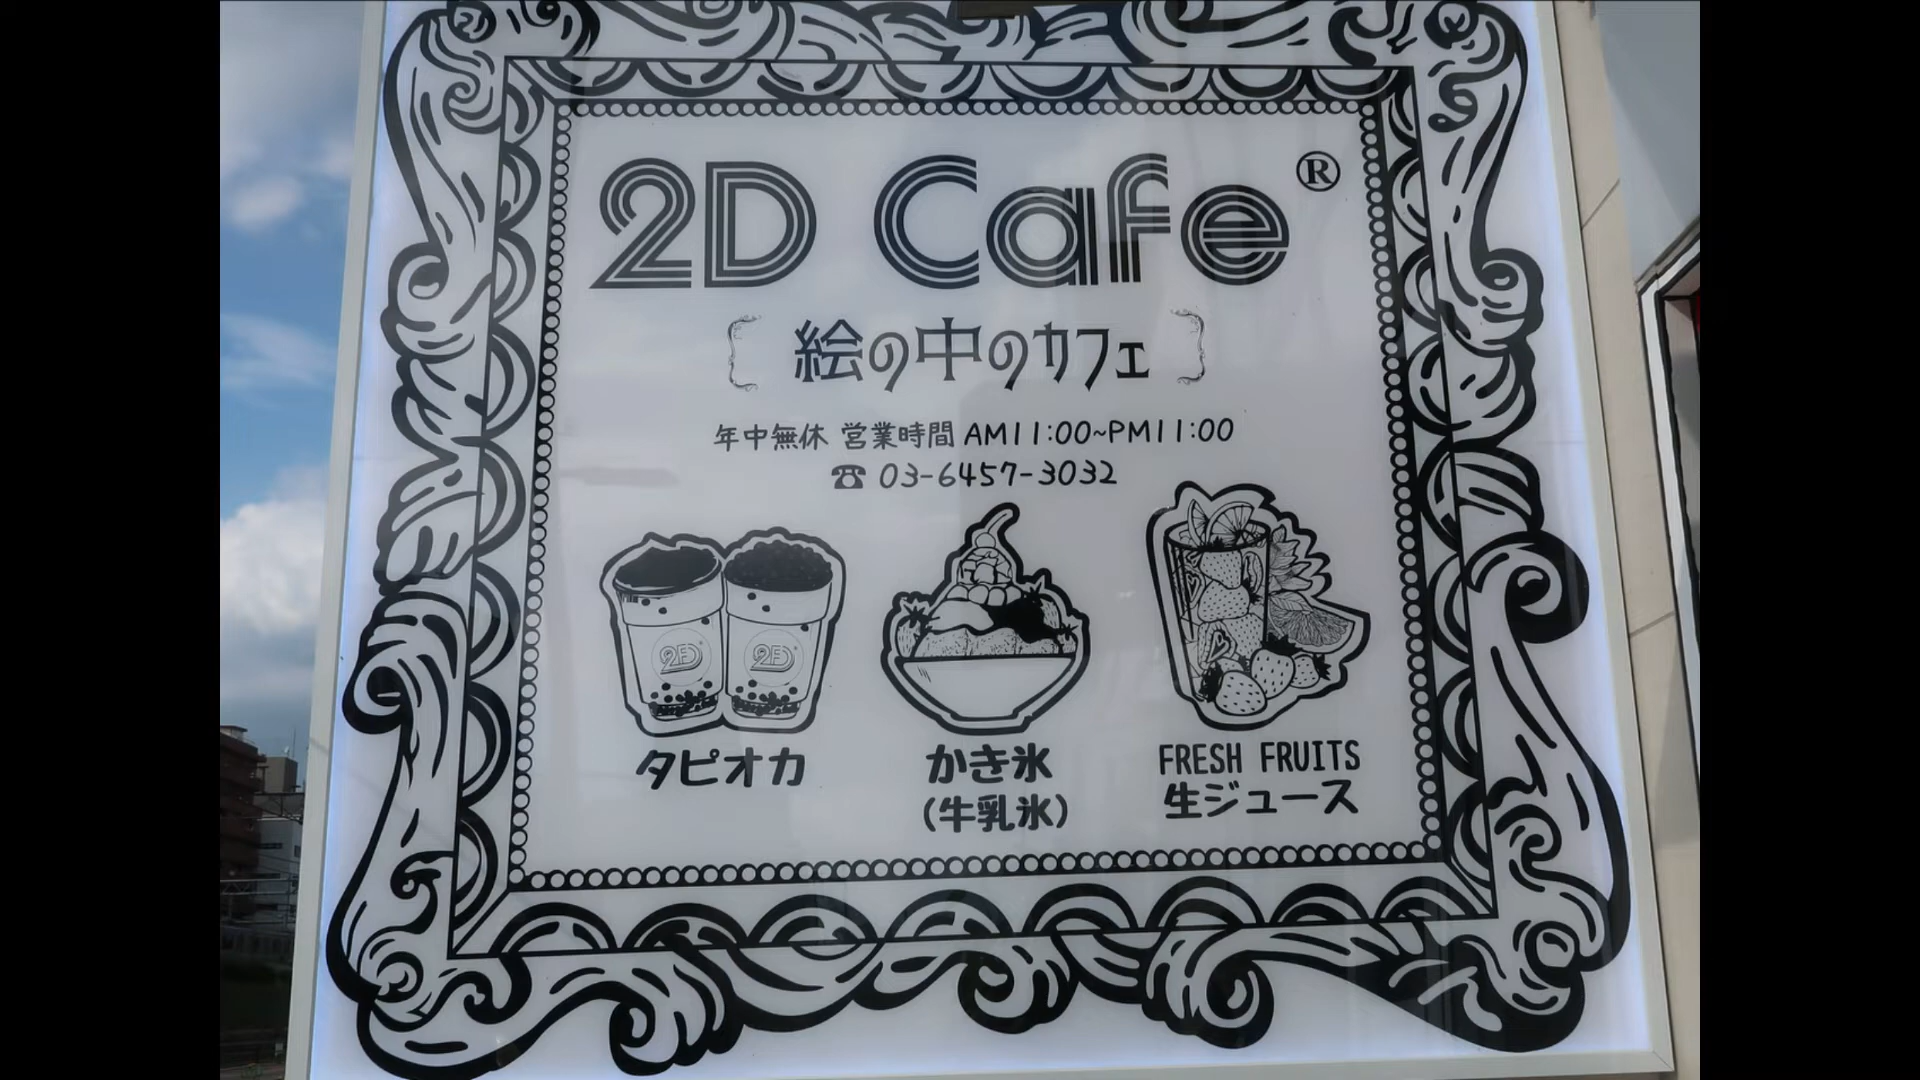 2D Cafe®
絵の中のカフェ
年中無休 営業時間 AM11:00~PM11:00
☎ 03-6457-3032
2D 2D
タピオカ
かき氷
(牛乳氷)
FRESH FRUITS
生ジュース